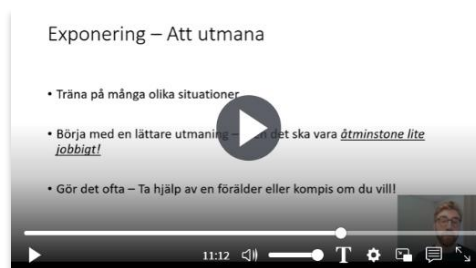 Exponering – Att utmana
• Träna på många olika situationer
• Börja med en lättare utmaning – det ska vara åtminstone lite
jobbigt!
• Gör det ofta – Ta hjälp av en förälder eller kompis om du vill!
11:12
T